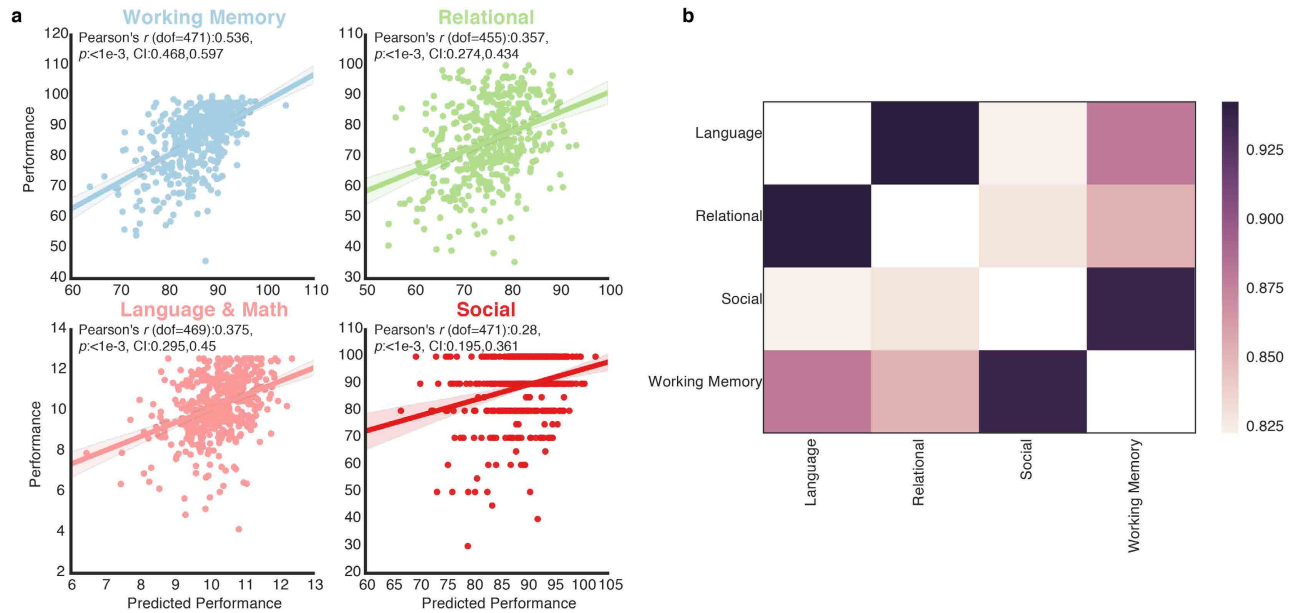 a
Working Memory
Pearson's r (dof=471):0.536,
p:<1e-3, CI:0.468,0.597
Performance
120
110
100
90
80
70
60
50
40
60 70 80 90 100 110
Relational
Pearson's r (dof=455):0.357,
p:<1e-3, CI:0.274,0.434
110
100
90
80
70
60
50
40
30
50 60 70 80 90 100
Language & Math
Pearson's r (dof=469):0.375,
p:<1e-3, CI:0.295,0.45
Performance
14
12
10
8
6
4
2
6 7 8 9 10 11 12 13
Predicted Performance
Social
Pearson's r (dof=471):0.28,
p:<1e-3, CI:0.195,0.361
110
100
90
80
70
60
50
40
30
20
60 65 70 75 80 85 90 95 100 105
Predicted Performance
b
Language
Relational
Social
Working Memory
Language
Relational
Social
Working Memory
0.925
0.900
0.875
0.850
0.825